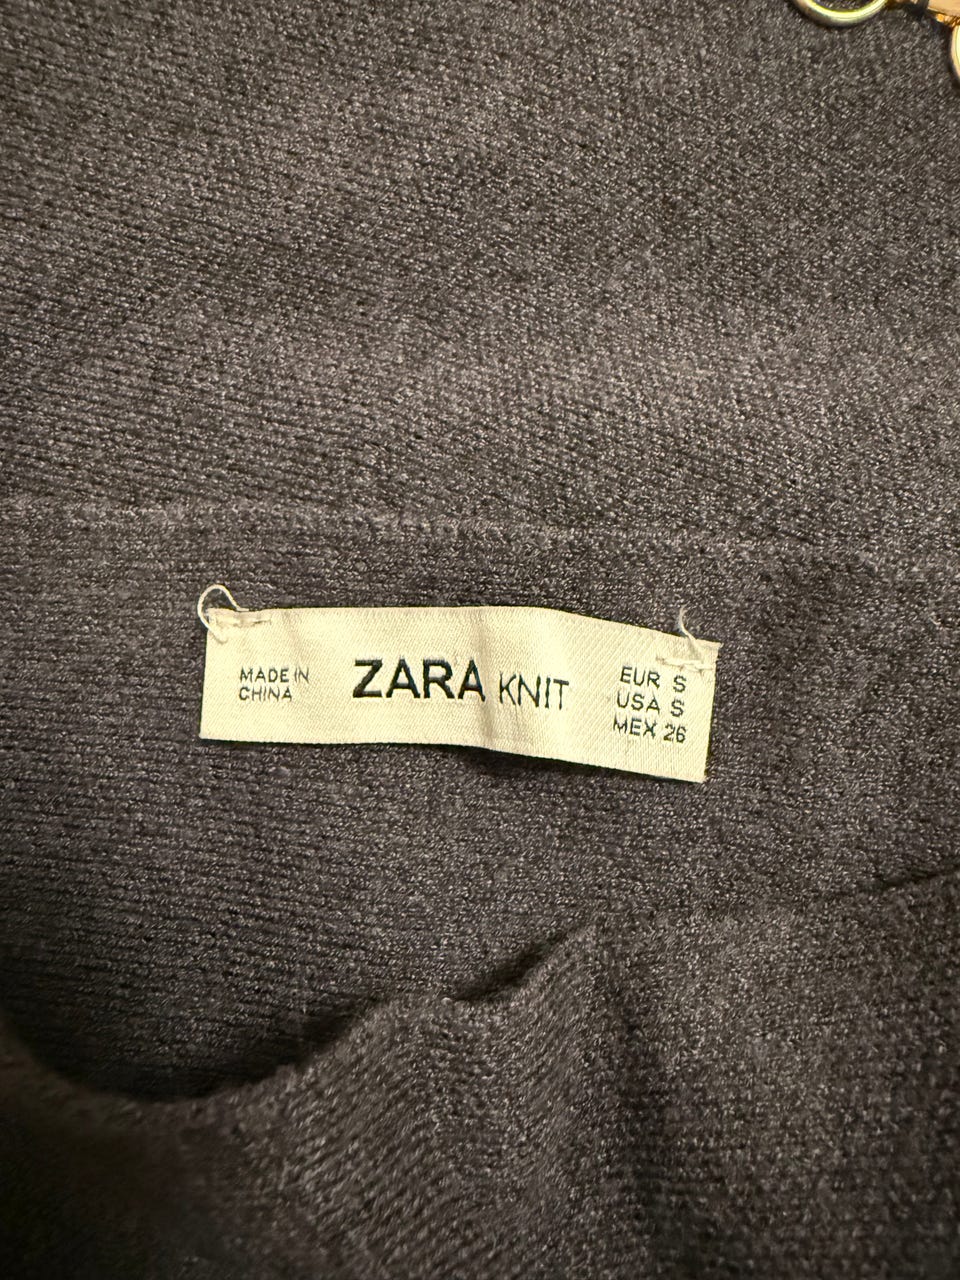 MADE IN
CHINA
ZARA KNIT
EUR S
USA S
MEX 26